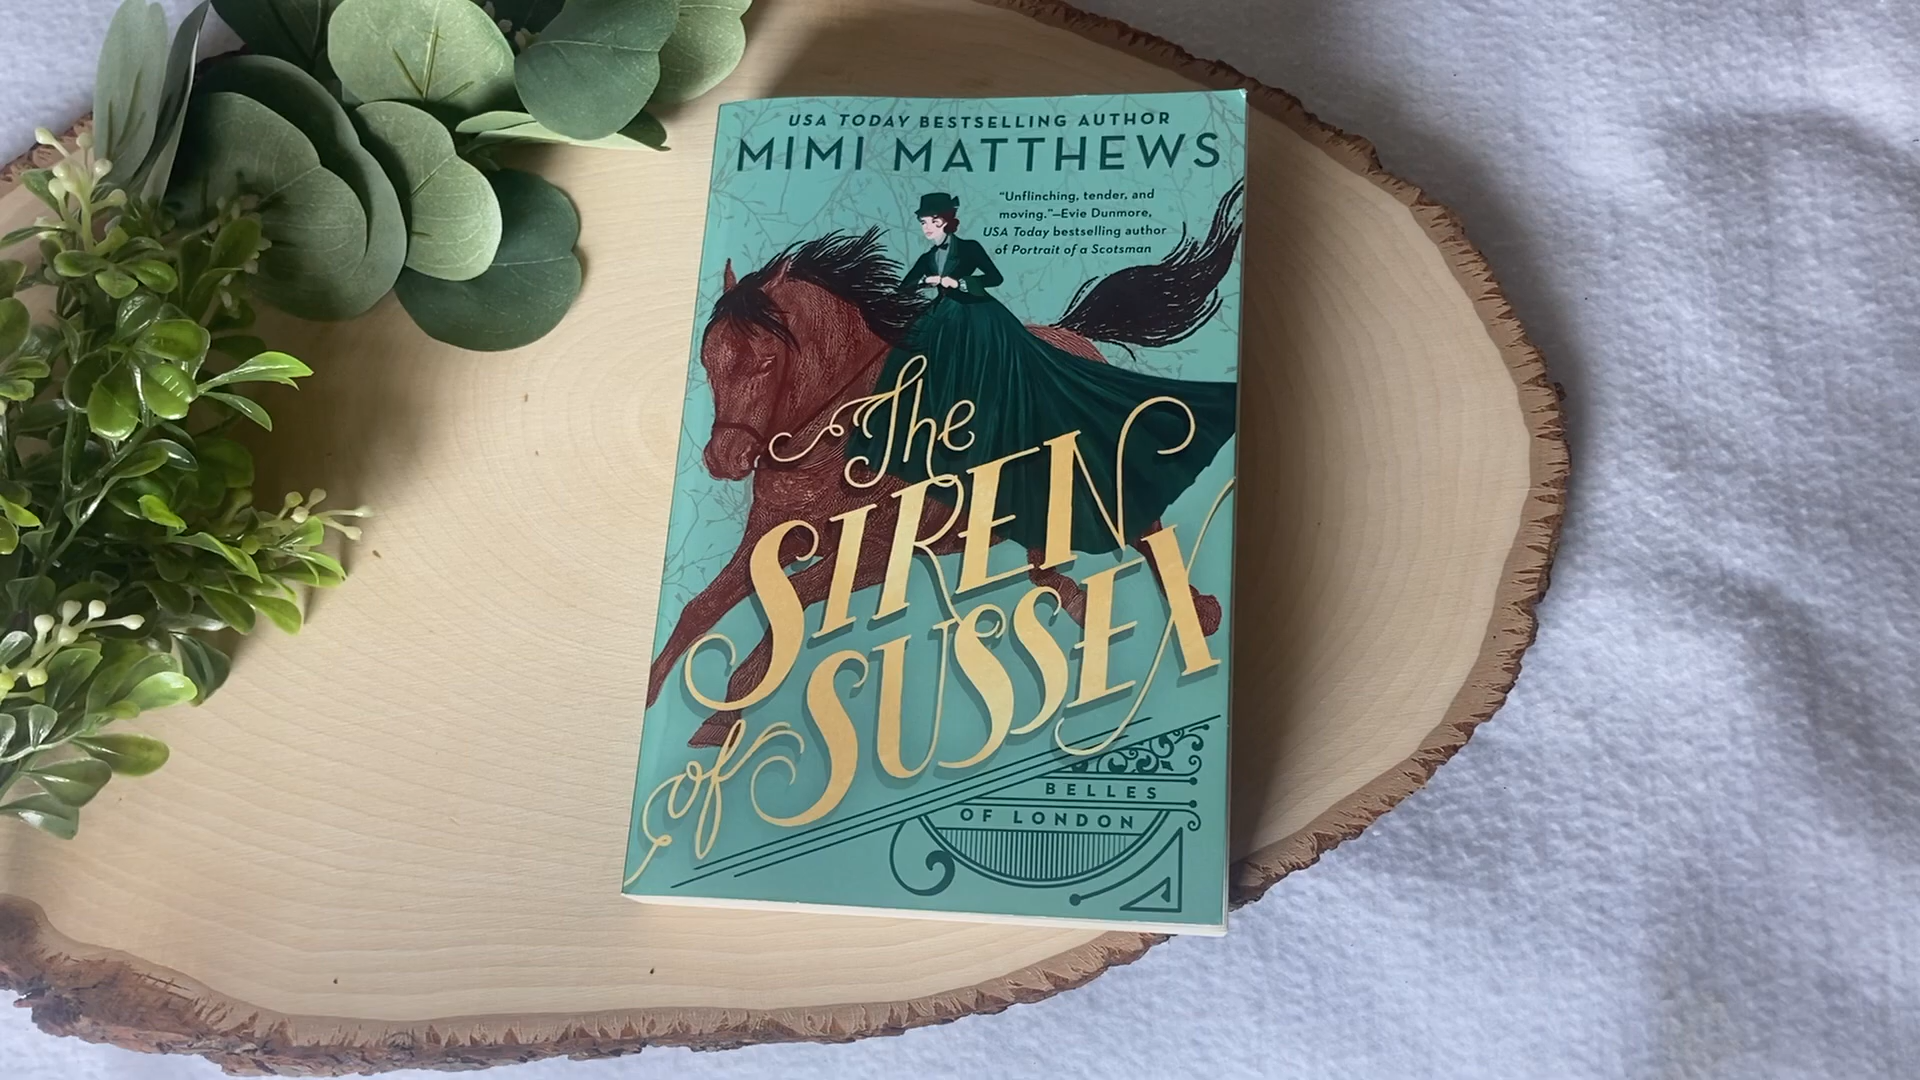 USA TODAY BESTSELLING AUTHOR
MIMI MATTHEWS
“Unflinching, tender, and
moving.”—Evie Dunmore,
USA Today bestselling author
of Portrait of a Scotsman
The
SIREN
of SUSSEX
BELLES
OF LONDON